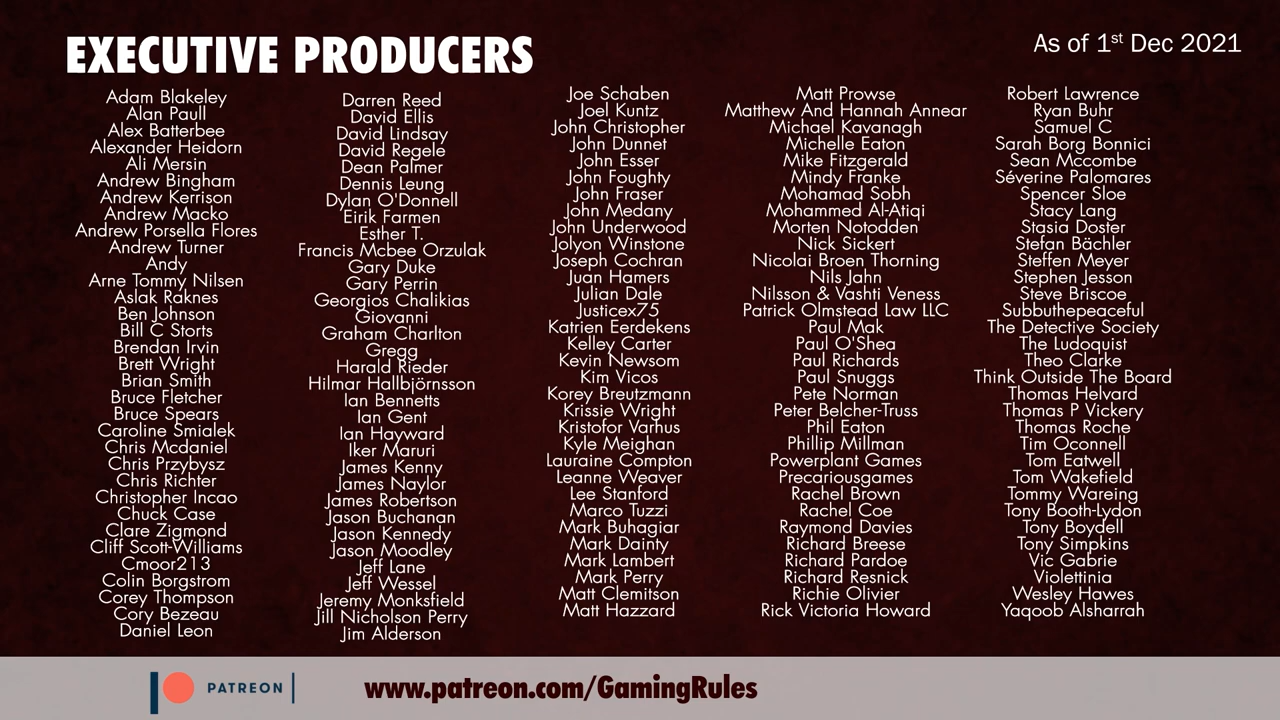 EXECUTIVE PRODUCERS
As of 1st Dec 2021
Adam Blakeley
Alan Paull
Alex Batterbee
Alexander Heidorn
Ali Mersin
Andrew Bingham
Andrew Kerrison
Andrew Macko
Andrew Porsella Flores
Andrew Turner
Andy
Arne Tommy Nilsen
Aslak Raknes
Ben Johnson
Bill C Storts
Brendan Irvin
Brett Wright
Brian Smith
Bruce Fletcher
Bruce Spears
Caroline Smialek
Chris Mcdaniel
Chris Przybysz
Chris Richter
Christopher Incao
Chuck Case
Clare Zigmond
Cliff Scott-Williams
Cmoor213
Colin Borgstrom
Corey Thompson
Cory Bezeau
Daniel Leon
Darren Reed
David Ellis
David Lindsay
David Regele
Dean Palmer
Dennis Leung
Dylan O'Donnell
Eirik Farmen
Esther T.
Francis Mcbee Orzulak
Gary Duke
Gary Perrin
Georgios Chalikias
Giovanni
Graham Charlton
Gregg
Harald Rieder
Hilmar Hallbjörnsson
Ian Bennetts
Ian Gent
Ian Hayward
Iker Maruri
James Kenny
James Naylor
James Robertson
Jason Buchanan
Jason Kennedy
Jason Moodley
Jeff Lane
Jeff Wessel
Jeremy Monksfield
Jill Nicholson Perry
Jim Alderson
Joe Schaben
Joel Kuntz
John Christopher
John Dunnet
John Esser
John Foughty
John Fraser
John Medany
John Underwood
Jolyon Winstone
Joseph Cochran
Juan Hamers
Julian Dale
Justicex75
Katrien Eerdekens
Kelley Carter
Kevin Newsom
Kim Vicos
Korey Breutzmann
Krissie Wright
Kristofor Varhus
Kyle Meighan
Lauraine Compton
Leanne Weaver
Lee Stanford
Marco Tuzzi
Mark Buhagiar
Mark Dainty
Mark Lambert
Mark Perry
Matt Clemitson
Matt Hazzard
Matt Prowse
Matthew And Hannah Annear
Michael Kavanagh
Michelle Eaton
Mike Fitzgerald
Mindy Franke
Mohamad Sobh
Mohammed Al-Atiqi
Morten Notodden
Nick Sickert
Nicolai Broen Thorning
Nils Jahn
Nilsson & Vashti Veness
Patrick Olmstead Law LLC
Paul Mak
Paul O'Shea
Paul Richards
Paul Snuggs
Pete Norman
Peter Belcher-Truss
Phil Eaton
Phillip Millman
Powerplant Games
Precariousgames
Rachel Brown
Rachel Coe
Raymond Davies
Richard Breese
Richard Pardoe
Richard Resnick
Richie Olivier
Rick Victoria Howard
Robert Lawrence
Ryan Buhr
Samuel C
Sarah Borg Bonnici
Sean Mccombe
Séverine Palomares
Spencer Sloe
Stacy Lang
Stasia Doster
Stefan Bächler
Steffen Meyer
Stephen Jesson
Steve Briscoe
Subbuthepeaceful
The Detective Society
The Ludoquist
Theo Clarke
Think Outside The Board
Thomas Helvard
Thomas P Vickery
Thomas Roche
Tim Oconnell
Tom Eatwell
Tom Wakefield
Tommy Wareing
Tony Booth-Lydon
Tony Boydell
Tony Simpkins
Vic Gabrie
Violettinia
Wesley Hawes
Yaqoob Alsharrah
PATREON
www.patreon.com/GamingRules